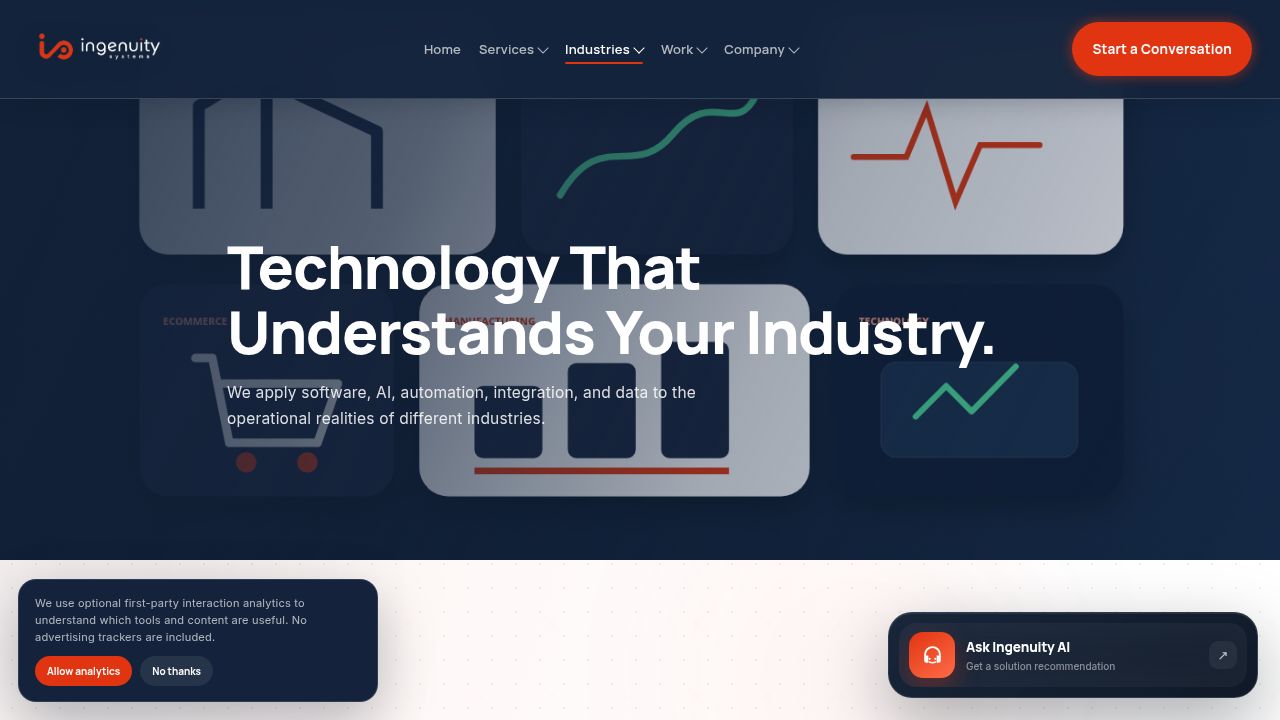 ingenuity
systems
Home
Services
Industries
Work
Company
Start a Conversation
Technology That
Understands Your Industry.
ECOMMERCE
MANUFACTURING
TECHNOLOGY
We apply software, AI, automation, integration, and data to the
operational realities of different industries.
We use optional first-party interaction analytics to
understand which tools and content are useful. No
advertising trackers are included.
Allow analytics
No thanks
Ask Ingenuity AI
Get a solution recommendation
↗